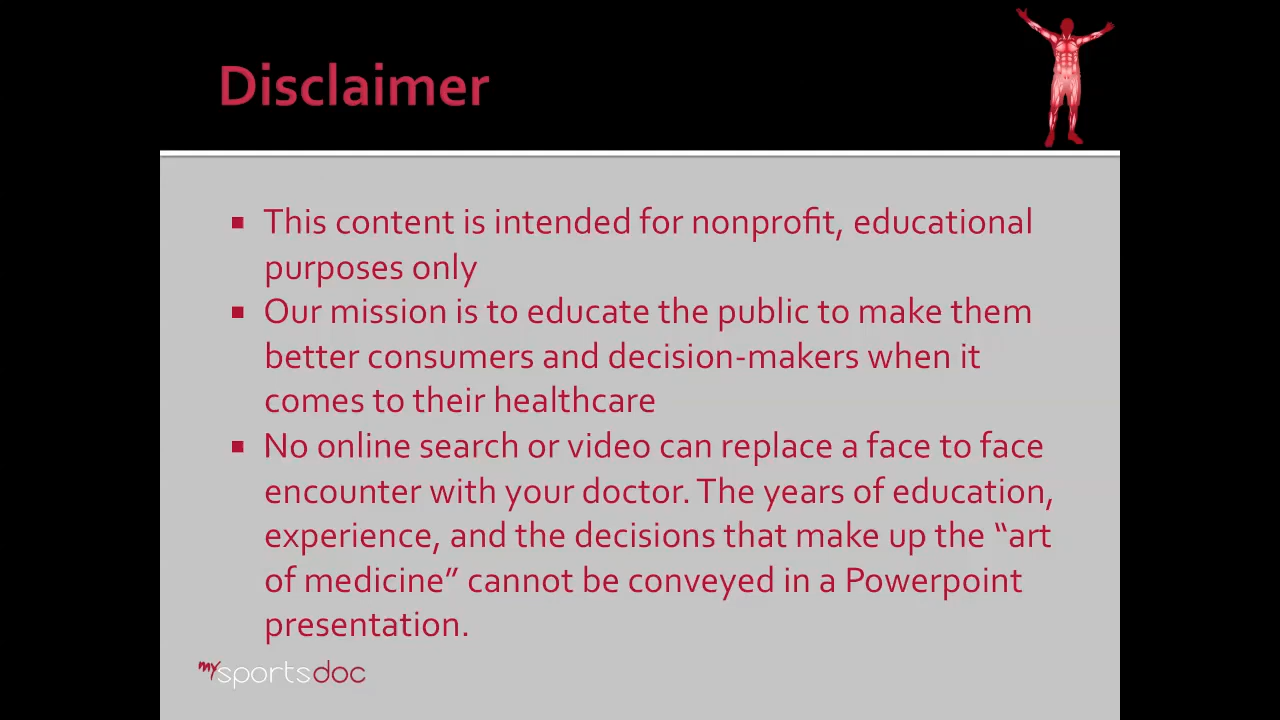 Disclaimer
This content is intended for nonprofit, educational
purposes only
Our mission is to educate the public to make them
better consumers and decision-makers when it
comes to their healthcare
No online search or video can replace a face to face
encounter with your doctor. The years of education,
experience, and the decisions that make up the “art
of medicine” cannot be conveyed in a Powerpoint
presentation.
mysportsdoc